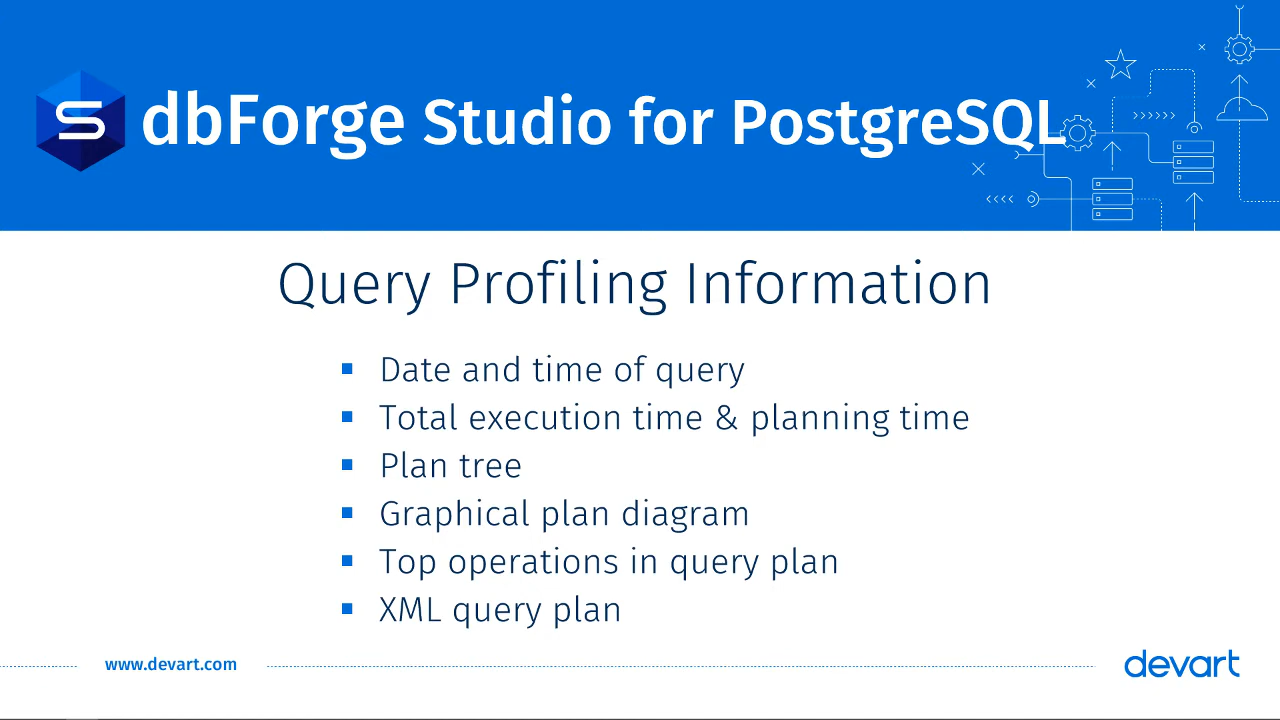 dbForge Studio for PostgreSQL
Query Profiling Information
Date and time of query
Total execution time & planning time
Plan tree
Graphical plan diagram
Top operations in query plan
XML query plan
www.devart.com
devart